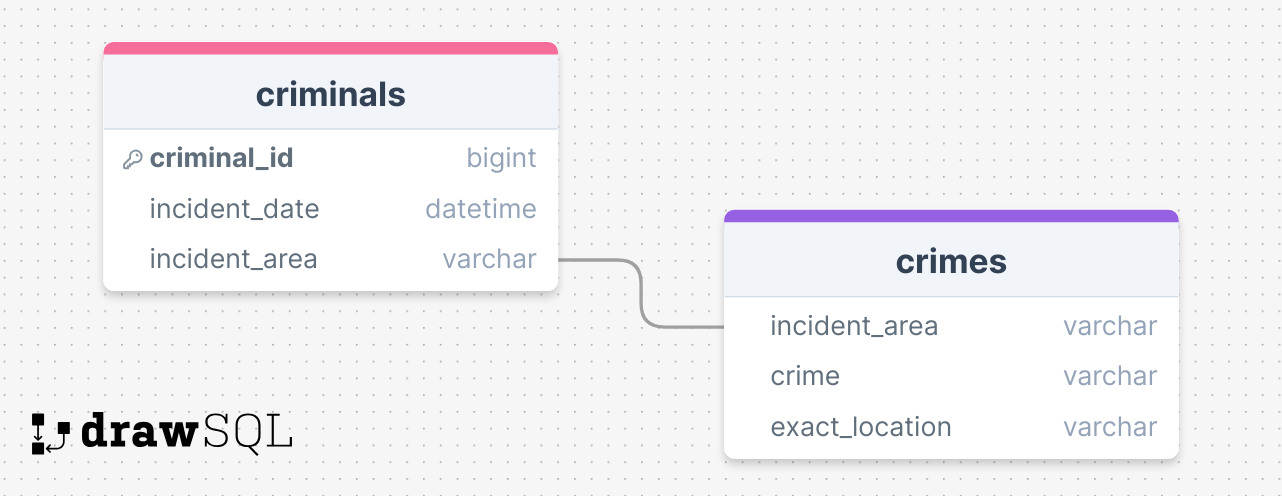 criminals
criminal_id bigint
incident_date datetime
incident_area varchar
crimes
incident_area varchar
crime varchar
exact_location varchar
drawSQL